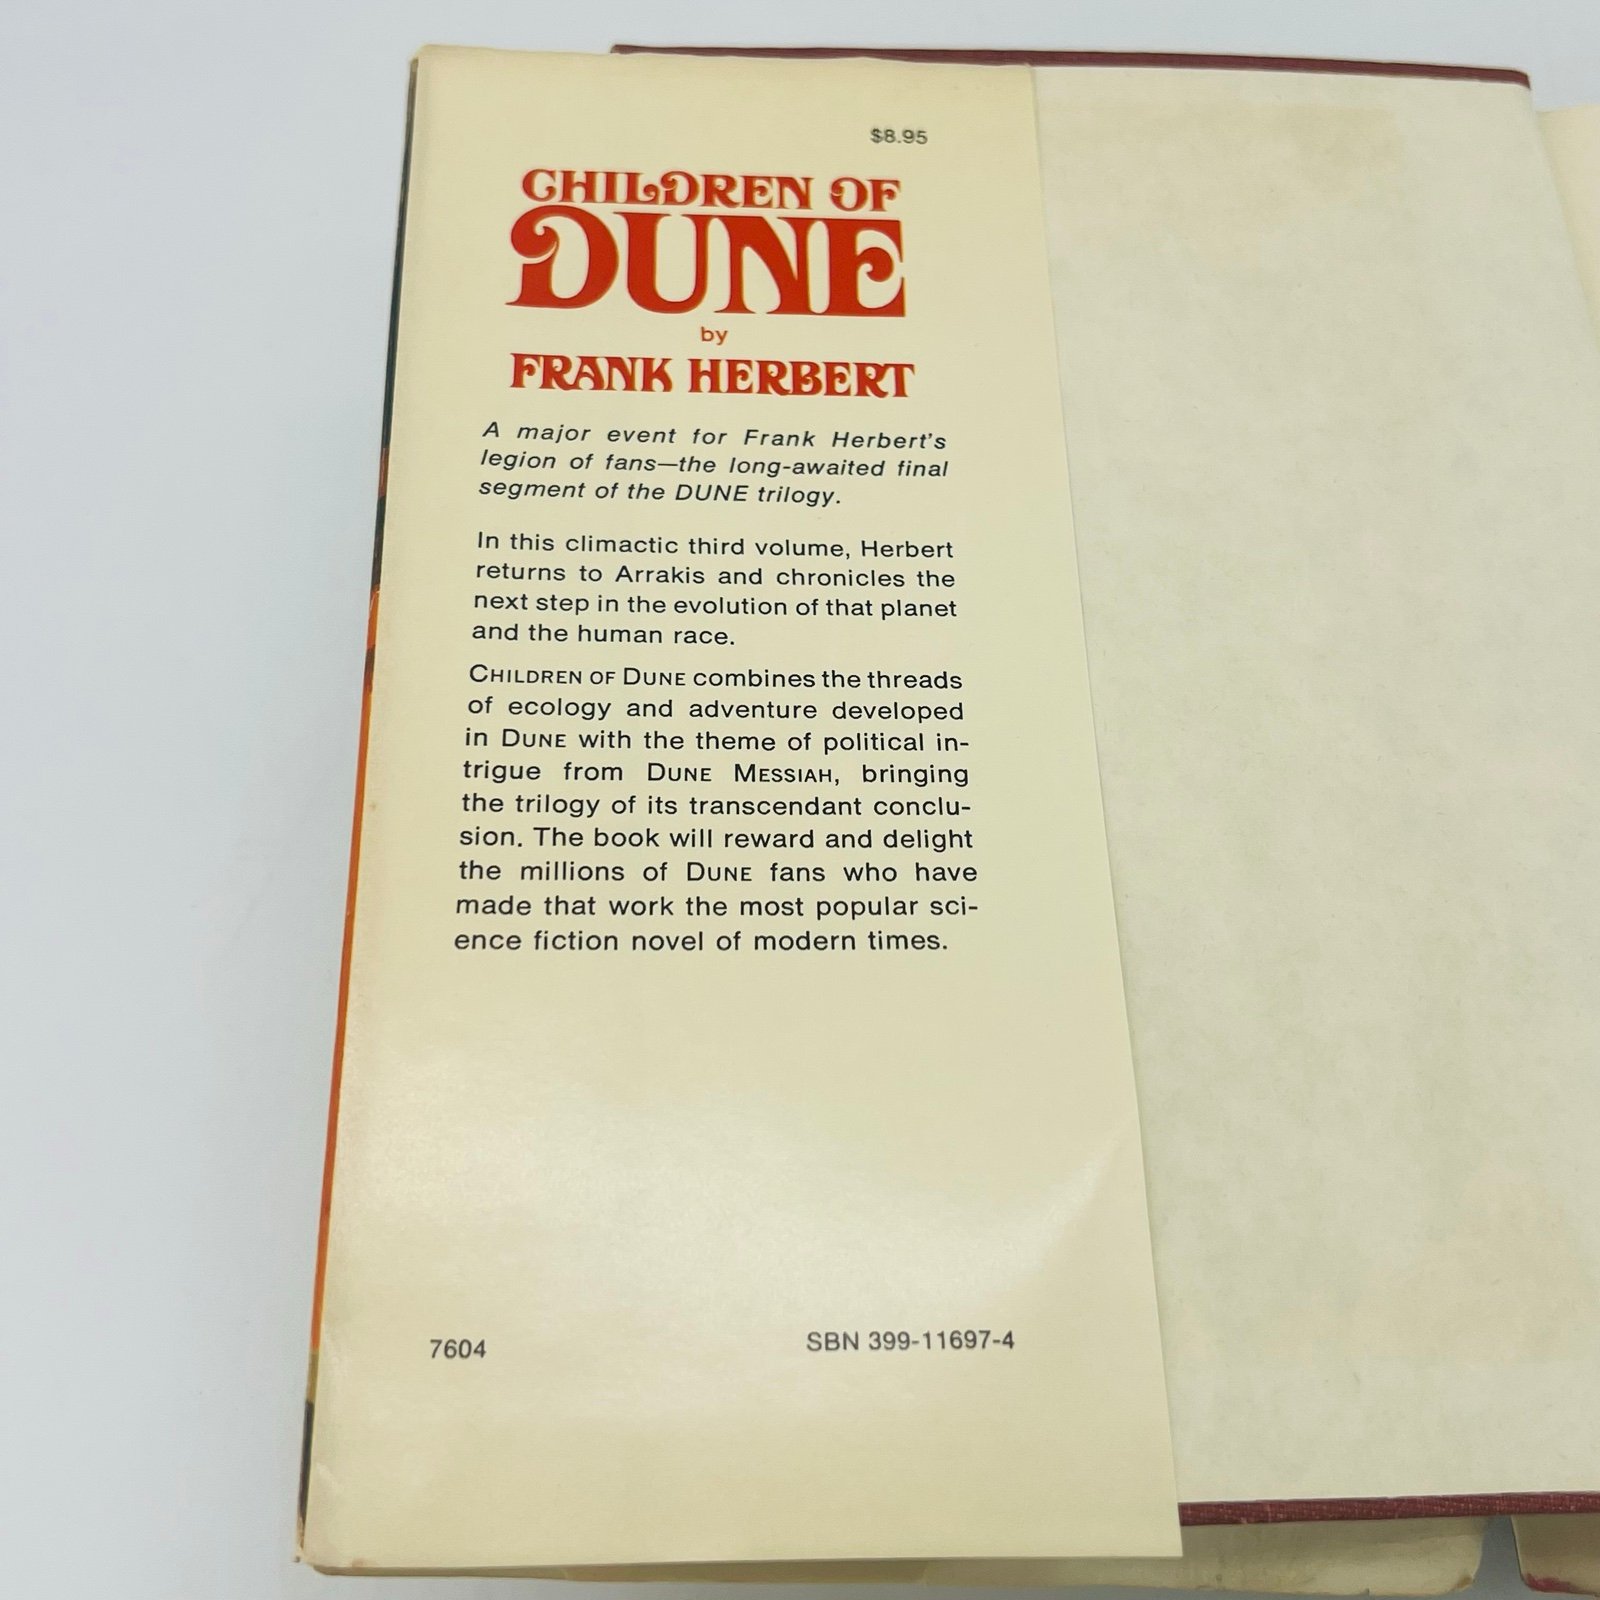 $8.95
CHILDREN OF
DUNE
by
FRANK HERBERT
A major event for Frank Herbert's
legion of fans—the long-awaited final
segment of the DUNE trilogy.
In this climactic third volume, Herbert
returns to Arrakis and chronicles the
next step in the evolution of that planet
and the human race.
CHILDREN OF DUNE combines the threads
of ecology and adventure developed
in DUNE with the theme of political in-
trigue from DUNE MESSIAH, bringing
the trilogy of its transcendant conclu-
sion. The book will reward and delight
the millions of DUNE fans who have
made that work the most popular sci-
ence fiction novel of modern times.
7604
SBN 399-11697-4